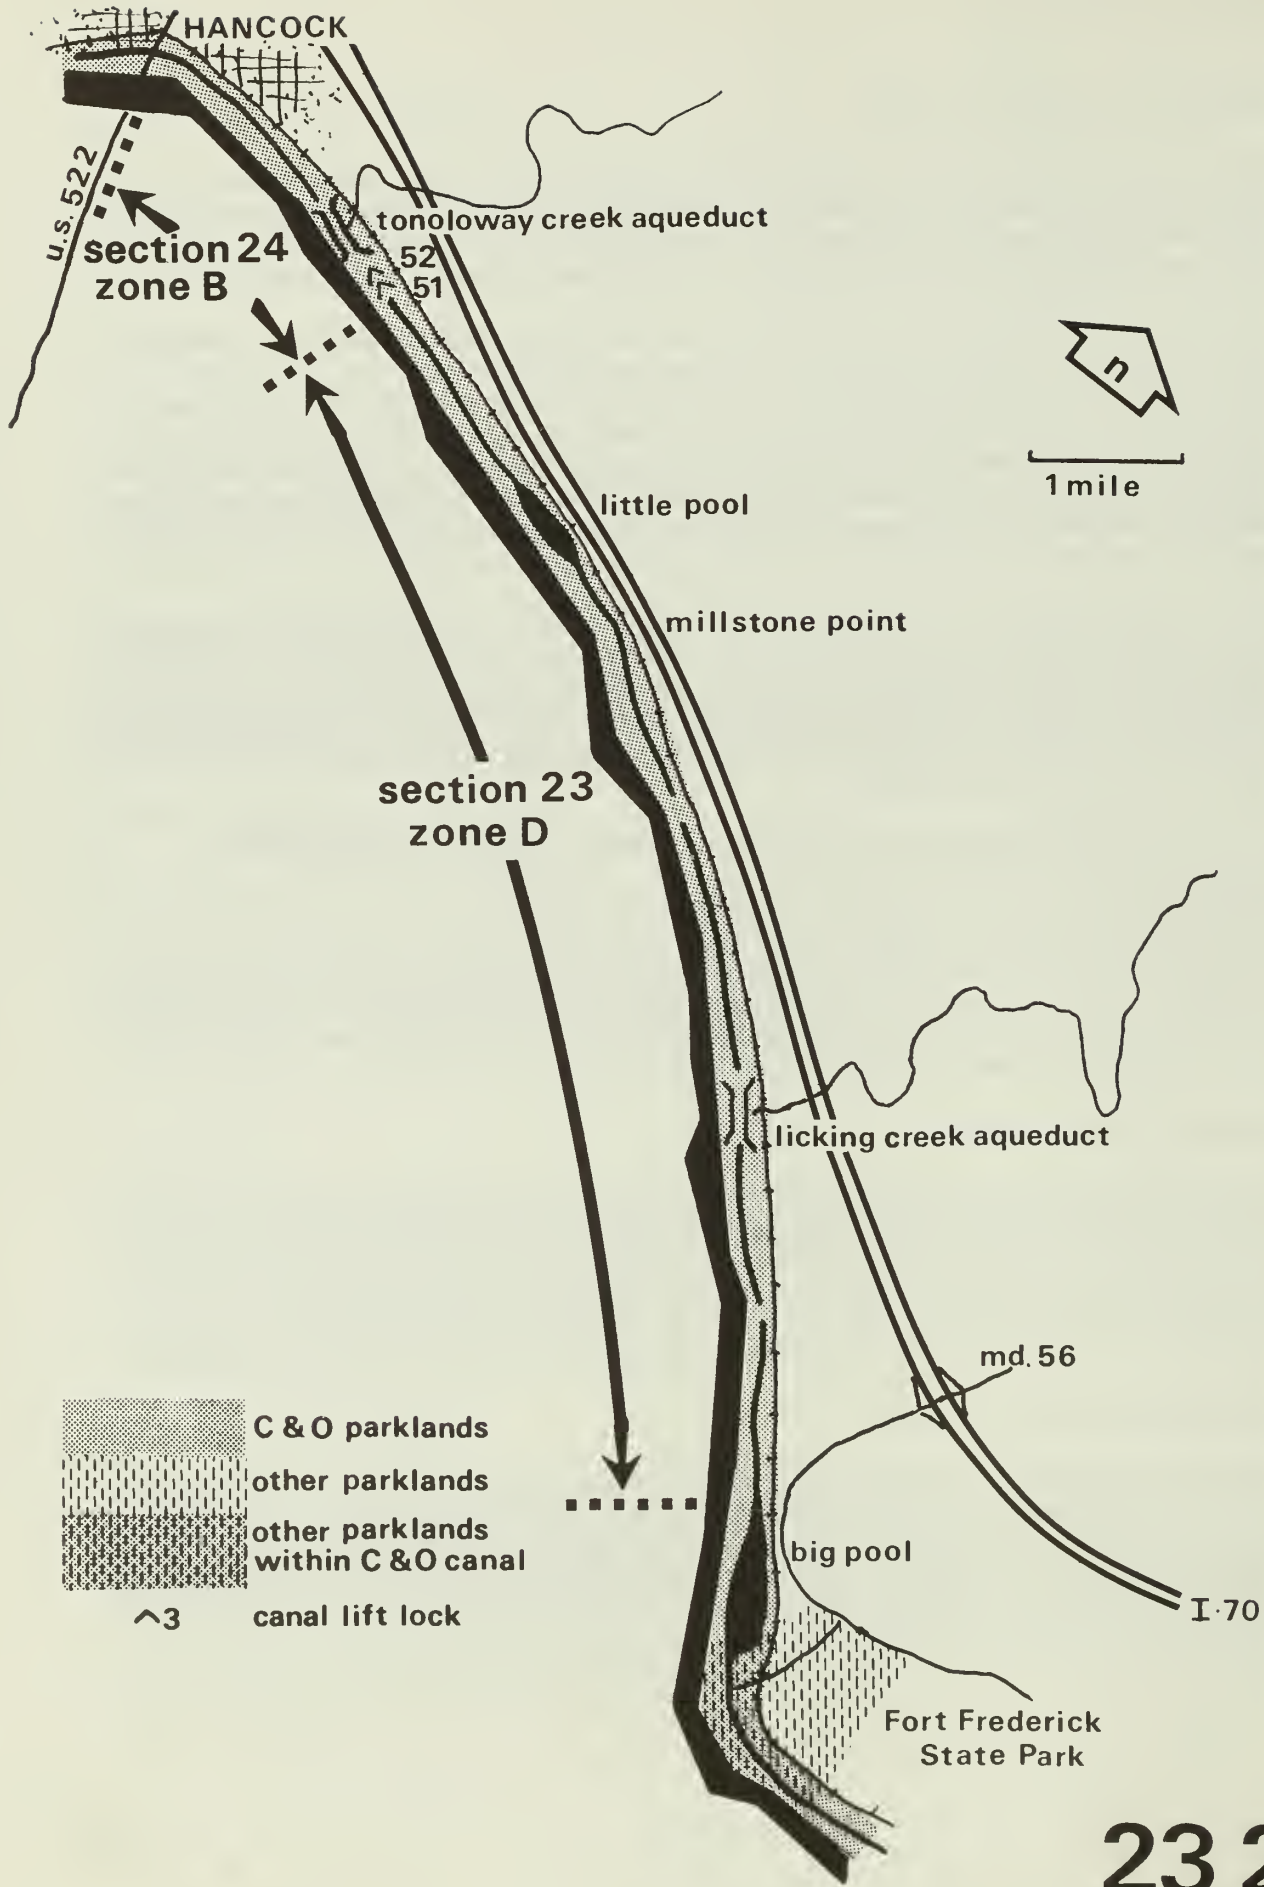 HANCOCK
u.s. 522
tonoloway creek aqueduct
52
51
section 24
zone B
n
1 mile
little pool
millstone point
section 23
zone D
licking creek aqueduct
md. 56
C & O parklands
other parklands
other parklands
within C & O canal
^3 canal lift lock
big pool
I·70
Fort Frederick
State Park
23